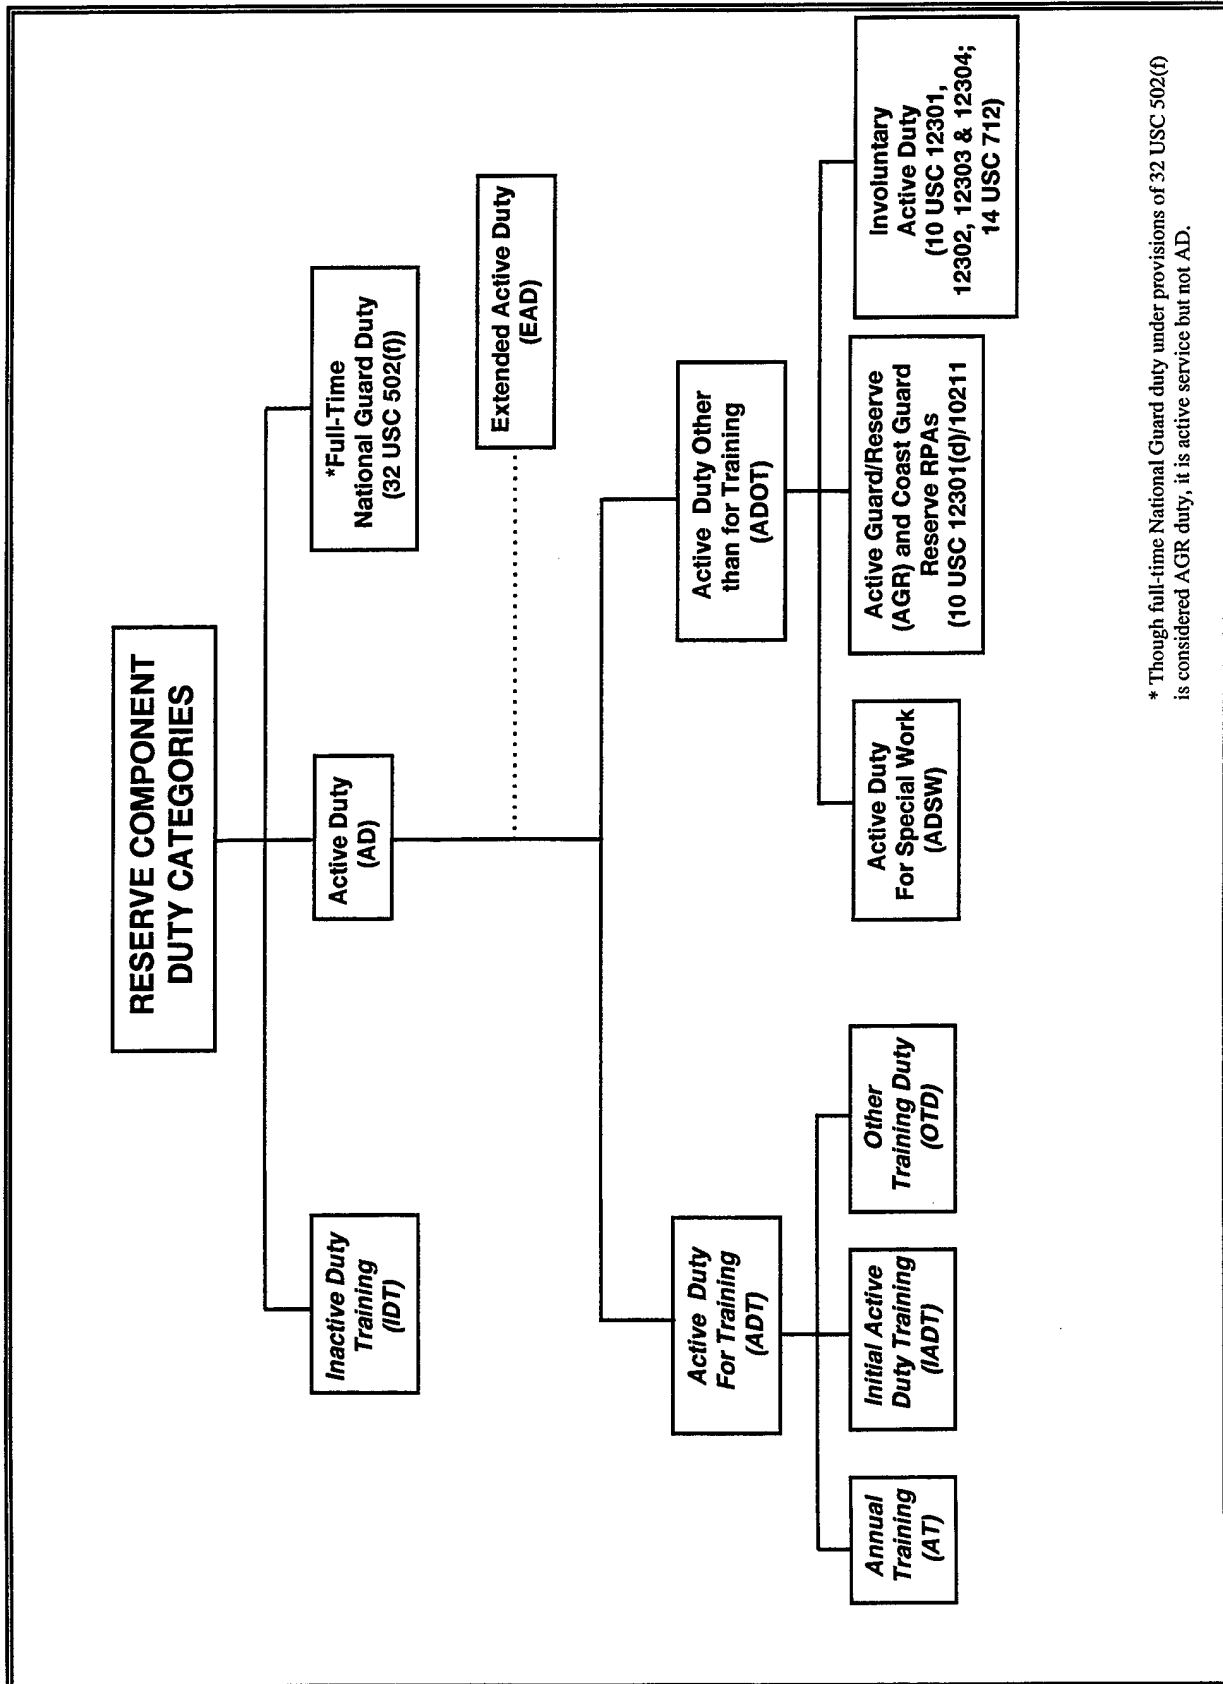 RESERVE COMPONENT
DUTY CATEGORIES
Inactive Duty
Training
(IDT)
Active Duty
(AD)
*Full-Time
National Guard Duty
(32 USC 502(f))
Extended Active Duty
(EAD)
Active Duty
For Training
(ADT)
Active Duty Other
than for Training
(ADOT)
Annual
Training
(AT)
Initial Active
Duty Training
(IADT)
Other
Training Duty
(OTD)
Active Duty
For Special Work
(ADSW)
Active Guard/Reserve
(AGR) and Coast Guard
Reserve RPAs
(10 USC 12301(d)/10211
Involuntary
Active Duty
(10 USC 12301,
12302, 12303 & 12304;
14 USC 712)
* Though full-time National Guard duty under provisions of 32 USC 502(f)
is considered AGR duty, it is active service but not AD.